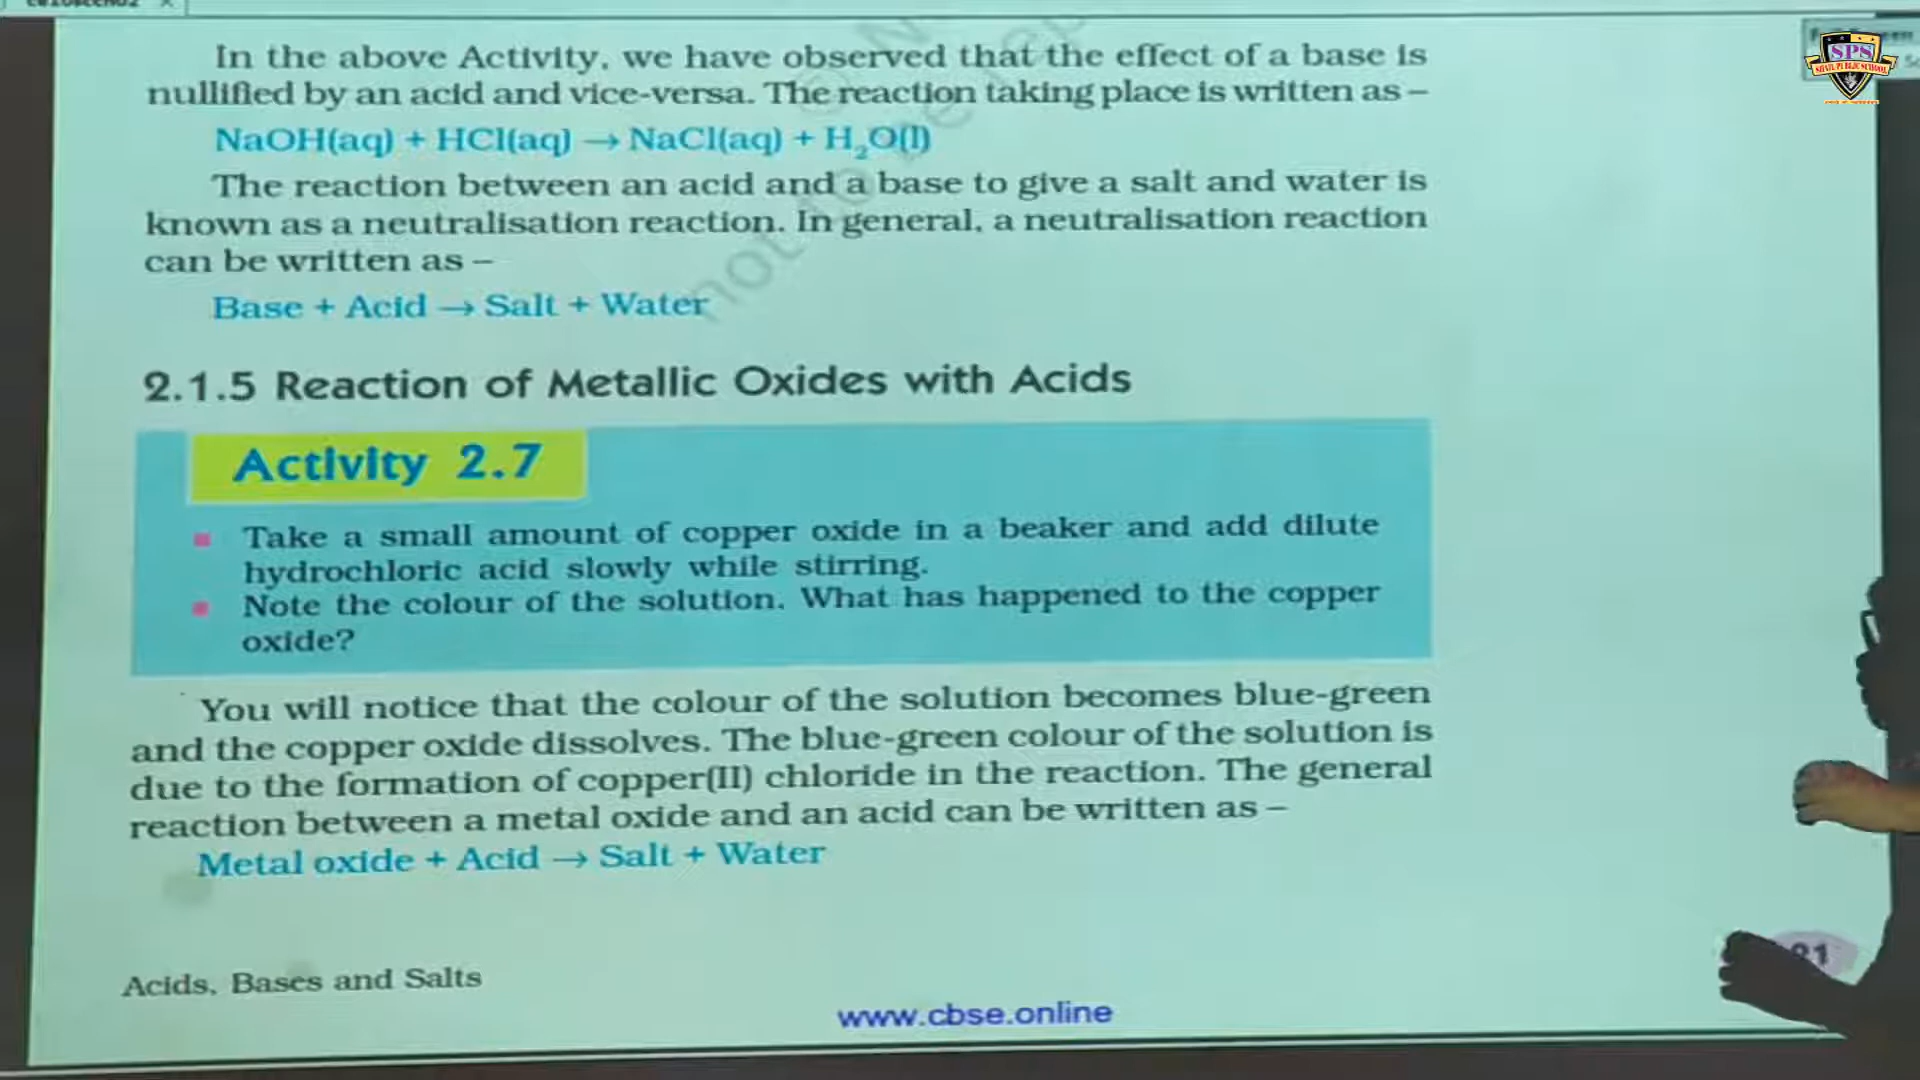 In the above Activity, we have observed that the effect of a base is
nullified by an acid and vice-versa. The reaction taking place is written as –
NaOH(aq) + HCl(aq) → NaCl(aq) + H₂O(l)
The reaction between an acid and a base to give a salt and water is
known as a neutralisation reaction. In general, a neutralisation reaction
can be written as –
Base + Acid → Salt + Water
2.1.5 Reaction of Metallic Oxides with Acids
Activity 2.7
Take a small amount of copper oxide in a beaker and add dilute
hydrochloric acid slowly while stirring.
Note the colour of the solution. What has happened to the copper
oxide?
You will notice that the colour of the solution becomes blue-green
and the copper oxide dissolves. The blue-green colour of the solution is
due to the formation of copper(II) chloride in the reaction. The general
reaction between a metal oxide and an acid can be written as –
Metal oxide + Acid → Salt + Water
21
Acids, Bases and Salts
www.cbse.online
not to be
SPS
PUBLIC SCHOOL